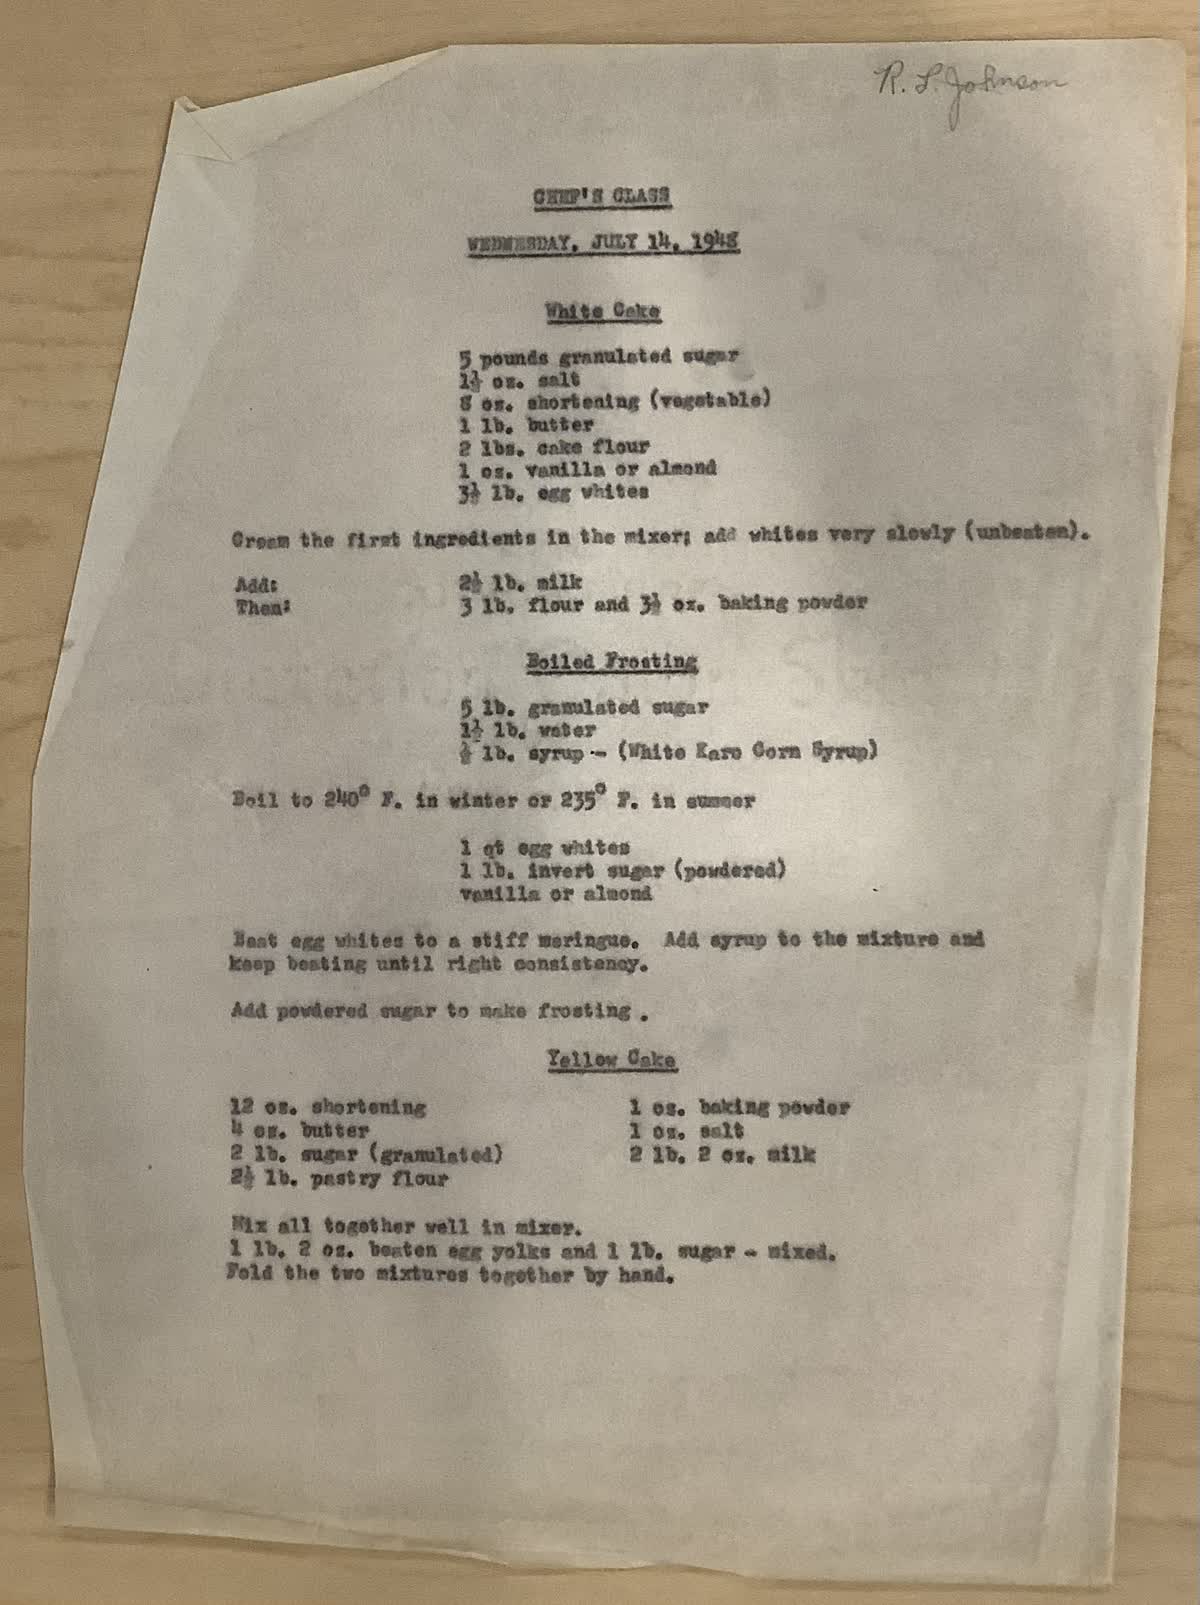 R. L. Johnson
CHEF'S CLASS
WEDNESDAY, JULY 14, 1948
White Cake
5 pounds granulated sugar
1½ oz. salt
8 oz. shortening (vegetable)
1 lb. butter
2 lbs. cake flour
1 oz. vanilla or almond
3½ lb. egg whites
Cream the first ingredients in the mixer; add whites very slowly (unbeaten).
Add: 2½ lb. milk
Then: 3 lb. flour and 3½ oz. baking powder
Boiled Frosting
5 lb. granulated sugar
1½ lb. water
½ lb. syrup - (White Karo Corn Syrup)
Boil to 240° F. in winter or 235° F. in summer
1 qt egg whites
1 lb. invert sugar (powdered)
vanilla or almond
Beat egg whites to a stiff meringue. Add syrup to the mixture and
keep beating until right consistency.
Add powdered sugar to make frosting .
Yellow Cake
12 oz. shortening 1 oz. baking powder
4 oz. butter 1 oz. salt
2 lb. sugar (granulated) 2 lb. 2 oz. milk
2½ lb. pastry flour
Mix all together well in mixer.
1 lb. 2 oz. beaten egg yolks and 1 lb. sugar - mixed.
Fold the two mixtures together by hand.